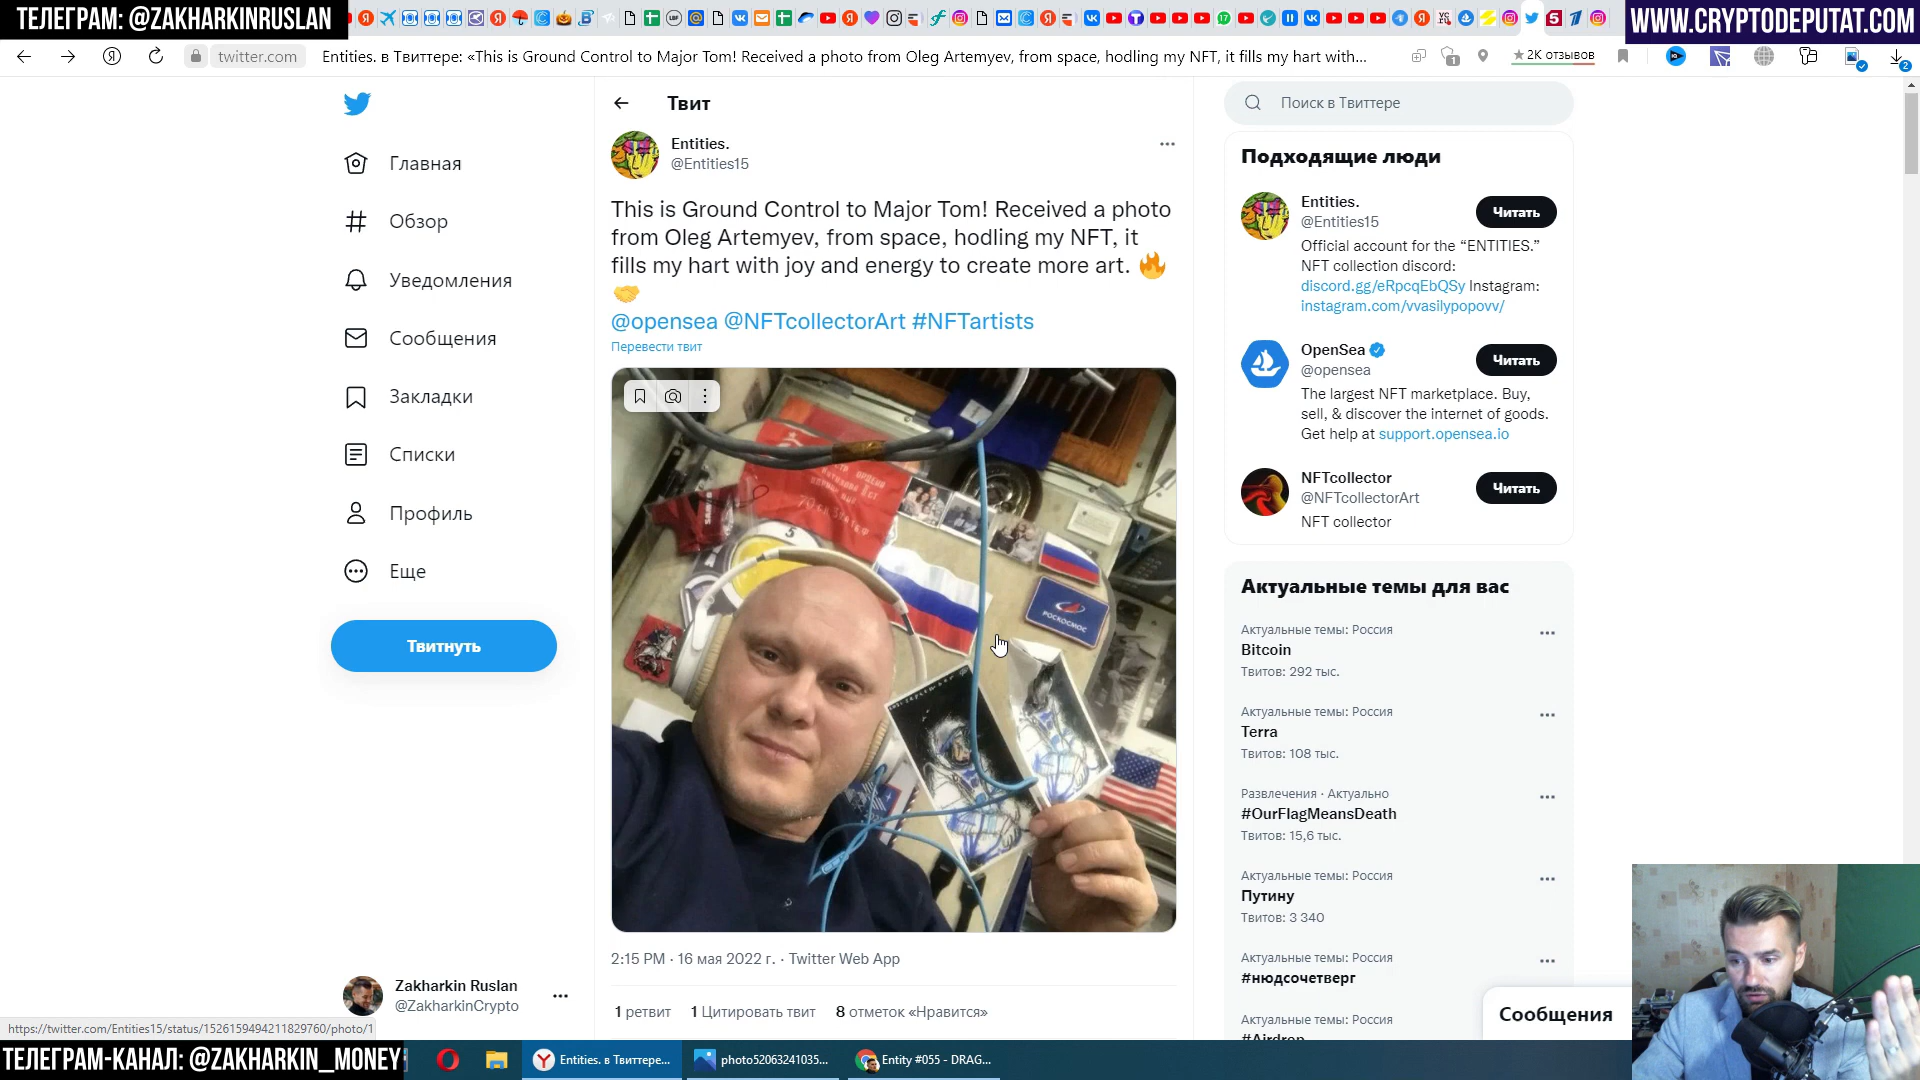 ТЕЛЕГРАМ: @ZAKHARKINRUSLAN
WWW.CRYPTODEPUTAT.COM
twitter.com
Entities. в Твиттере: «This is Ground Control to Major Tom! Received a photo from Oleg Artemyev, from space, hodling my NFT, it fills my hart with...
1
★ 2K отзывов
2
Главная
Обзор
Уведомления
Сообщения
Закладки
Списки
Профиль
Еще
Твитнуть
Zakharkin Ruslan
@ZakharkinCrypto
Твит
Entities.
@Entities15
This is Ground Control to Major Tom! Received a photo
from Oleg Artemyev, from space, hodling my NFT, it
fills my hart with joy and energy to create more art. 🔥
🤝
@opensea @NFTcollectorArt #NFTartists
Перевести твит
РОСКОСМОС
2:15 PM · 16 мая 2022 г. · Twitter Web App
1 ретвит 1 Цитировать твит 8 отметок «Нравится»
Поиск в Твиттере
Подходящие люди
Entities.
@Entities15
Читать
Official account for the “ENTITIES.”
NFT collection discord:
discord.gg/eRpcqEbQSy Instagram:
instagram.com/vvasilypopovv/
OpenSea
@opensea
Читать
The largest NFT marketplace. Buy,
sell, & discover the internet of goods.
Get help at support.opensea.io
NFTcollector
@NFTcollectorArt
Читать
NFT collector
Актуальные темы для вас
Актуальные темы: Россия
Bitcoin
Твитов: 292 тыс.
Актуальные темы: Россия
Terra
Твитов: 108 тыс.
Развлечения · Актуально
#OurFlagMeansDeath
Твитов: 15,6 тыс.
Актуальные темы: Россия
Путину
Твитов: 3 340
Актуальные темы: Россия
#нюдсочетверг
Актуальные темы: Россия
#Airdrop
Сообщения
https://twitter.com/Entities15/status/1526159494211829760/photo/1
ТЕЛЕГРАМ-КАНАЛ: @ZAKHARKIN_MONEY
Entities. в Твиттере...
photo52063241035...
Entity #055 - DRAG...